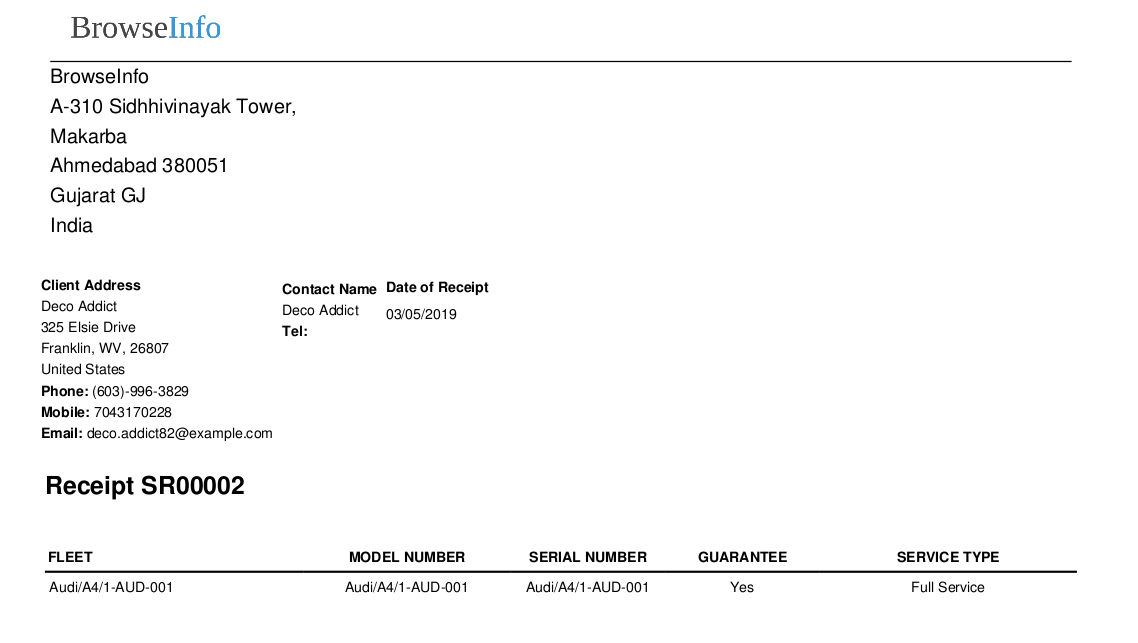 BrowseInfo
BrowseInfo
A-310 Sidhhivinayak Tower,
Makarba
Ahmedabad 380051
Gujarat GJ
India
Client Address
Deco Addict
325 Elsie Drive
Franklin, WV, 26807
United States
Phone: (603)-996-3829
Mobile: 7043170228
Email: deco.addict82@example.com
Contact Name
Deco Addict
Tel:
Date of Receipt
03/05/2019
Receipt SR00002
FLEET MODEL NUMBER SERIAL NUMBER GUARANTEE SERVICE TYPE
Audi/A4/1-AUD-001 Audi/A4/1-AUD-001 Audi/A4/1-AUD-001 Yes Full Service